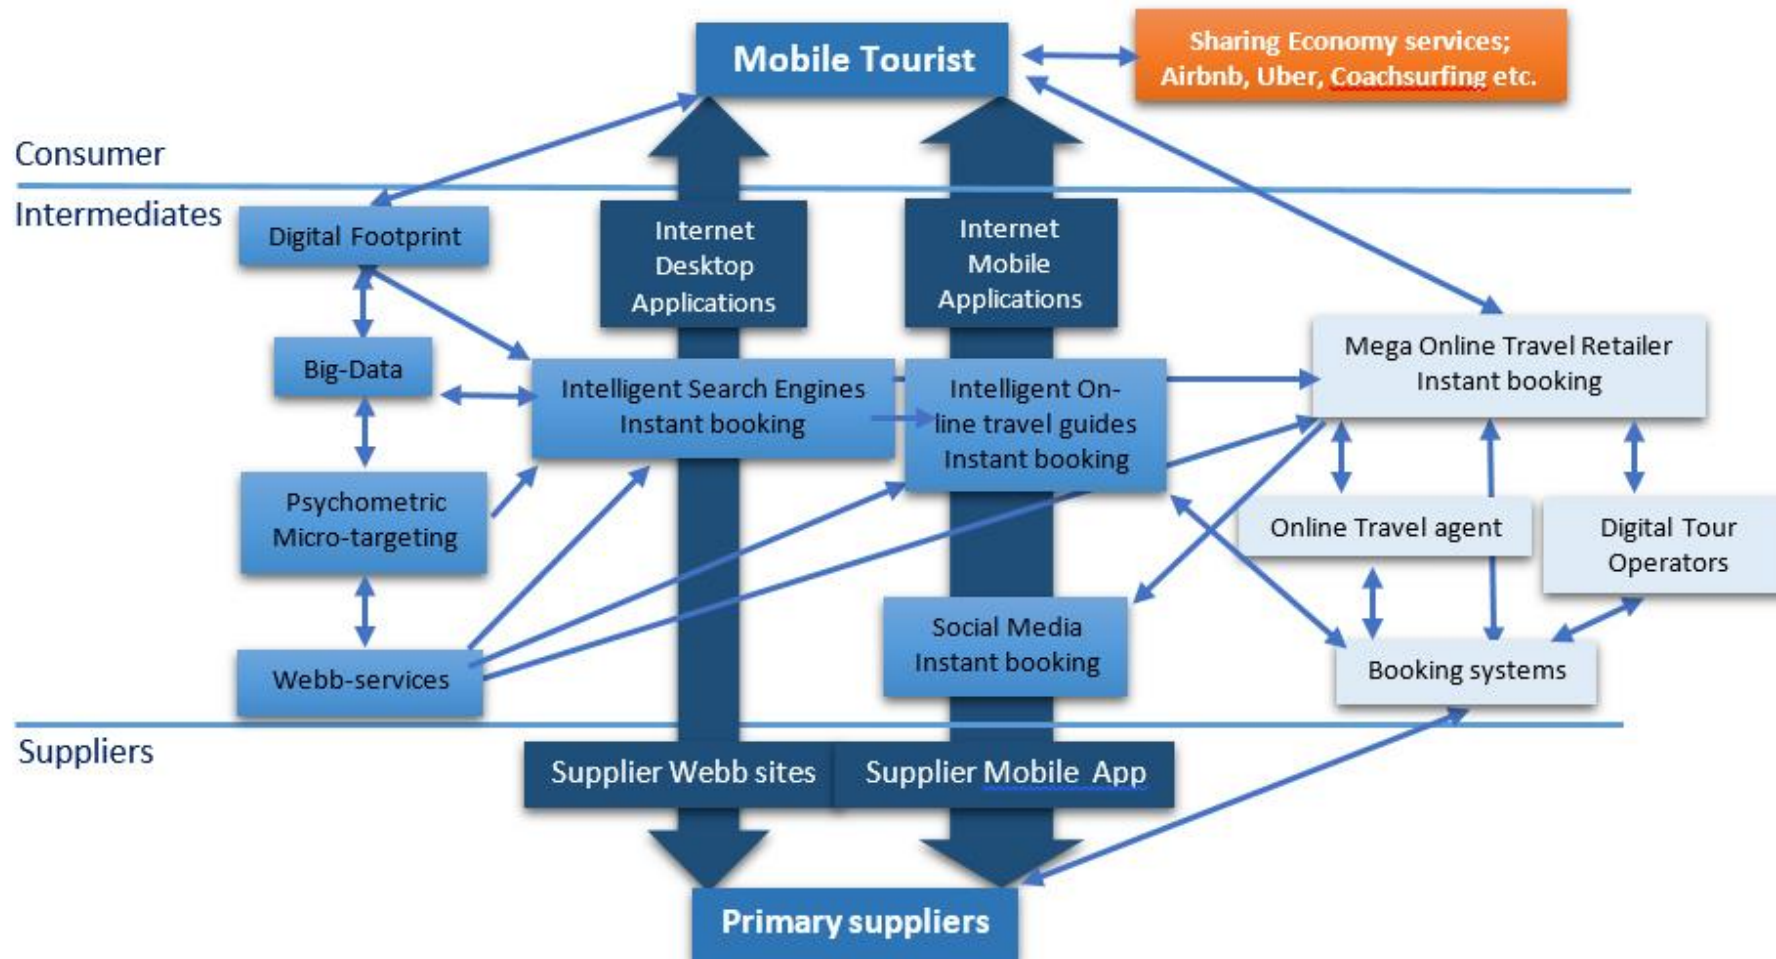 Mobile Tourist
Sharing Economy services;
Airbnb, Uber, Coachsurfing etc.
Consumer
Intermediates
Digital Footprint
Internet
Desktop
Applications
Internet
Mobile
Applications
Big-Data
Intelligent Search Engines
Instant booking
Intelligent On-
line travel guides
Instant booking
Mega Online Travel Retailer
Instant booking
Psychometric
Micro-targeting
Online Travel agent
Digital Tour
Operators
Social Media
Instant booking
Webb-services
Booking systems
Suppliers
Supplier Webb sites
Supplier Mobile App
Primary suppliers